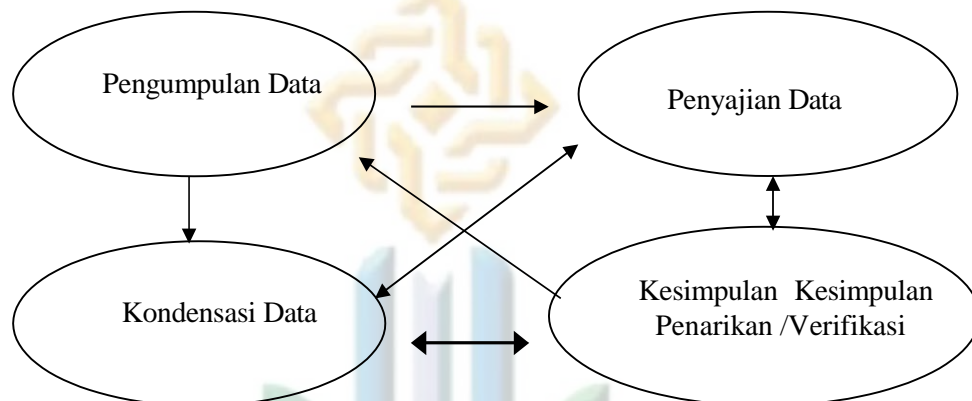 Pengumpulan Data
Penyajian Data
Kondensasi Data
Kesimpulan Kesimpulan
Penarikan /Verifikasi